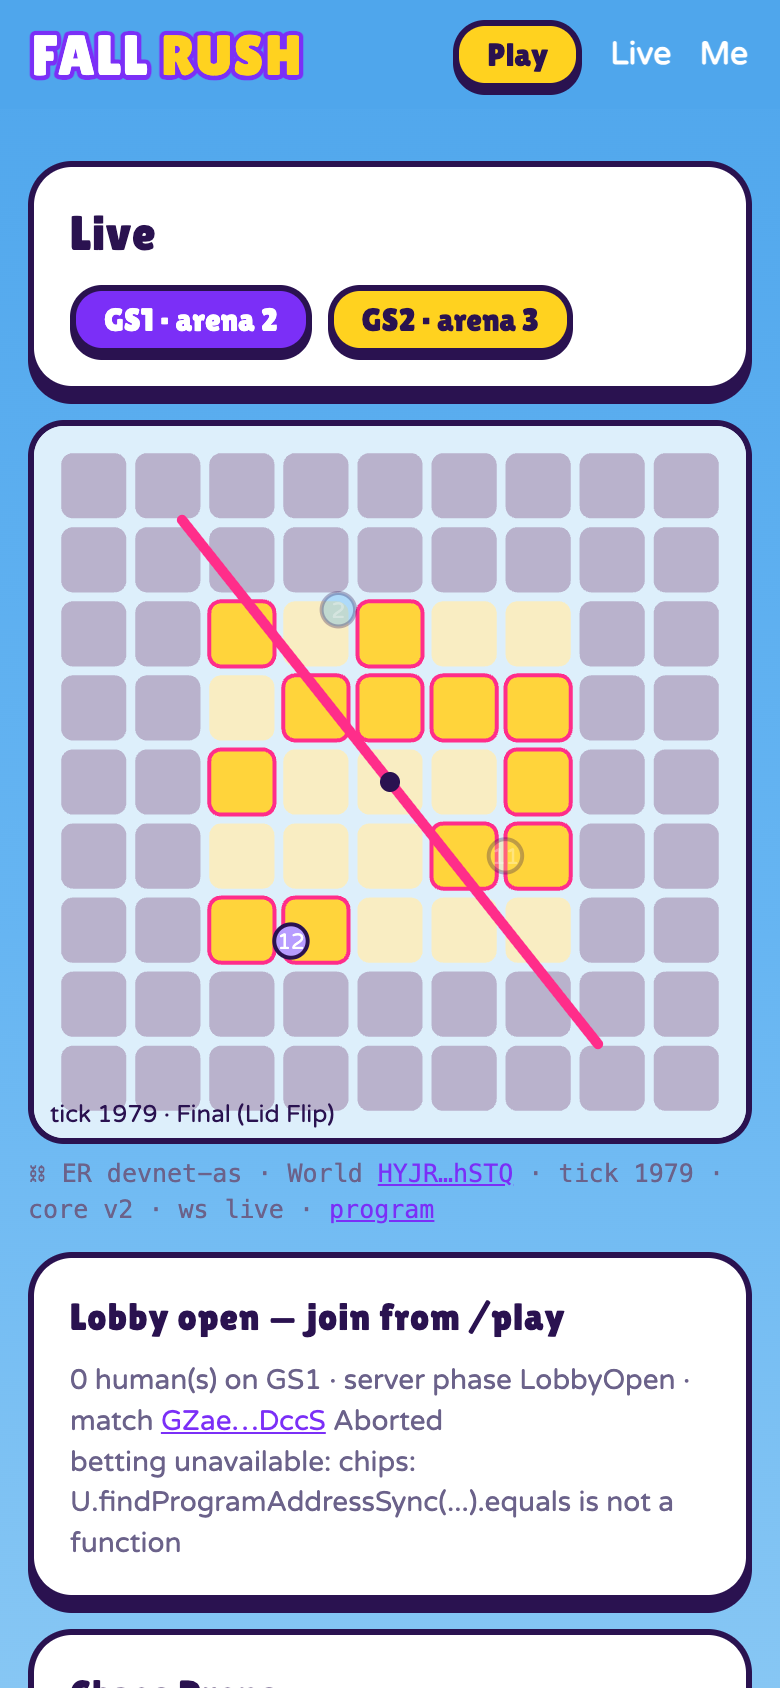 FALL RUSH
Play
Live
Me
Live
GS1 · arena 2
GS2 · arena 3
2
11
12
tick 1979 · Final (Lid Flip)
⛓ ER devnet-as · World HYJR…hSTQ · tick 1979 ·
core v2 · ws live · program
Lobby open — join from /play
0 human(s) on GS1 · server phase LobbyOpen ·
match GZae…DccS Aborted
betting unavailable: chips:
U.findProgramAddressSync(...).equals is not a
function